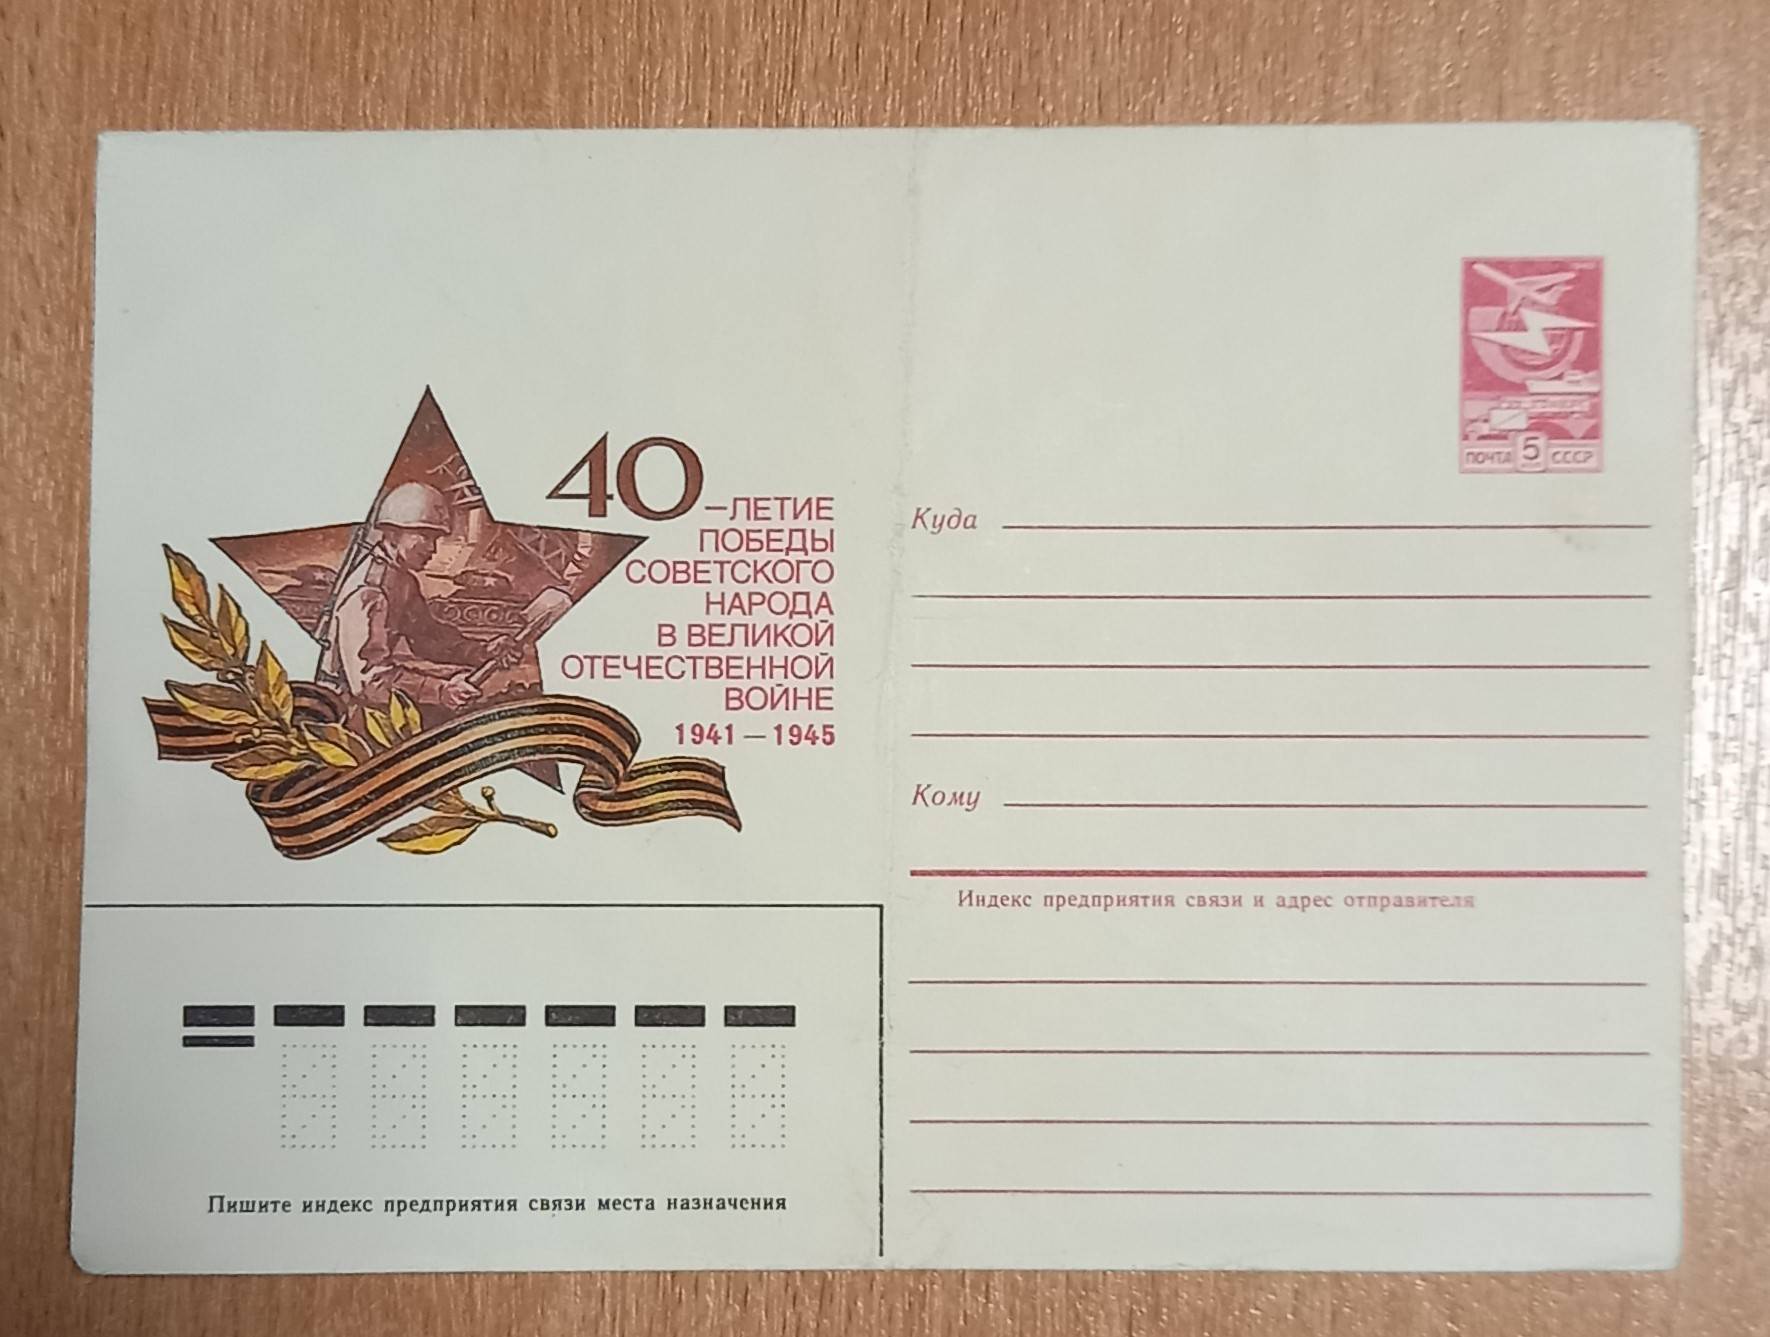 40
–ЛЕТИЕ
ПОБЕДЫ
СОВЕТСКОГО
НАРОДА
В ВЕЛИКОЙ
ОТЕЧЕСТВЕННОЙ
ВОЙНЕ
1941 – 1945
ПОЧТА 5 СССР
Куда
Кому
Индекс предприятия связи и адрес отправителя
Пишите индекс предприятия связи места назначения